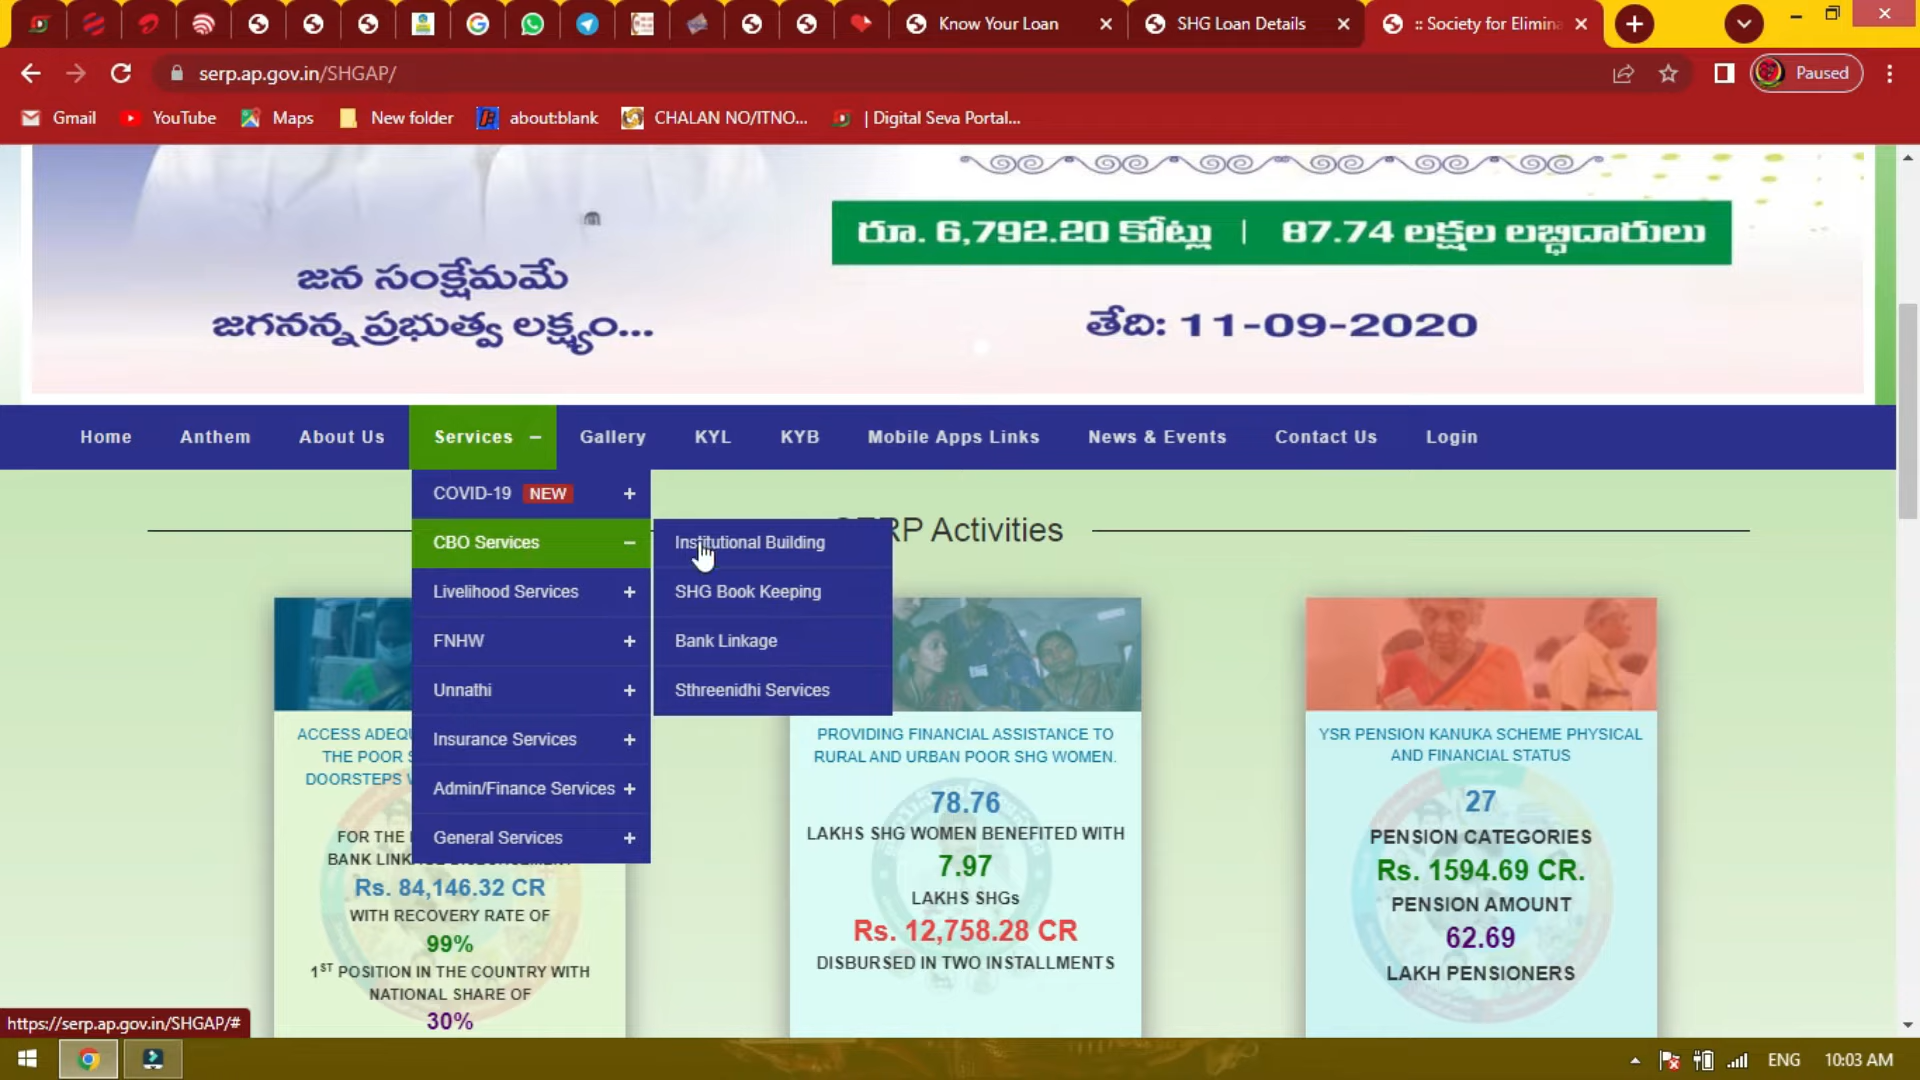 Know Your Loan
SHG Loan Details
:: Society for Elimina
serp.ap.gov.in/SHGAP/
Paused
Gmail
YouTube
Maps
New folder
about:blank
CHALAN NO/ITNO...
| Digital Seva Portal...
రూ. 6,792.20 కోట్లు | 87.74 లక్షల లబ్ధిదారులు
జన సంక్షేమమే
జగనన్న ప్రభుత్వ లక్ష్యం...
తేది: 11-09-2020
Home
Anthem
About Us
Services –
Gallery
KYL
KYB
Mobile Apps Links
News & Events
Contact Us
Login
COVID-19 NEW +
CBO Services –
Livelihood Services +
FNHW +
Unnathi +
Insurance Services +
Admin/Finance Services +
General Services +
Institutional Building
SHG Book Keeping
Bank Linkage
Sthreenidhi Services
RP Activities
ACCESS ADEQU
THE POOR S
DOORSTEPS
FOR THE
BANK LINK
Rs. 84,146.32 CR
WITH RECOVERY RATE OF
99%
1ST POSITION IN THE COUNTRY WITH
NATIONAL SHARE OF
30%
PROVIDING FINANCIAL ASSISTANCE TO
RURAL AND URBAN POOR SHG WOMEN.
78.76
LAKHS SHG WOMEN BENEFITED WITH
7.97
LAKHS SHGs
Rs. 12,758.28 CR
DISBURSED IN TWO INSTALLMENTS
YSR PENSION KANUKA SCHEME PHYSICAL
AND FINANCIAL STATUS
27
PENSION CATEGORIES
Rs. 1594.69 CR.
PENSION AMOUNT
62.69
LAKH PENSIONERS
https://serp.ap.gov.in/SHGAP/#
ENG
10:03 AM